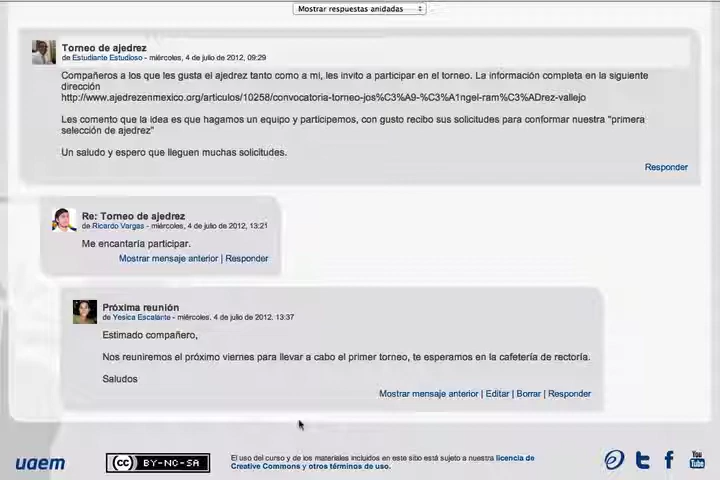 Mostrar respuestas anidadas
Torneo de ajedrez
de Estudiante Estudioso - miércoles, 4 de julio de 2012, 09:29
Compañeros a los que les gusta el ajedrez tanto como a mi, les invito a participar en el torneo. La información completa en la siguiente
dirección
http://www.ajedrezenmexico.org/articulos/10258/convocatoria-torneo-jos%C3%A9-%C3%A1ngel-ram%C3%ADrez-vallejo
Les comento que la idea es que hagamos un equipo y participemos, con gusto recibo sus solicitudes para conformar nuestra "primera
selección de ajedrez"
Un saludo y espero que lleguen muchas solicitudes.
Responder
Re: Torneo de ajedrez
de Ricardo Vargas - miércoles, 4 de julio de 2012, 13:21
Me encantaría participar.
Mostrar mensaje anterior | Responder
Próxima reunión
de Yesica Escalante - miércoles, 4 de julio de 2012, 13:37
Estimado compañero,
Nos reuniremos el próximo viernes para llevar a cabo el primer torneo, te esperamos en la cafetería de rectoría.
Saludos
Mostrar mensaje anterior | Editar | Borrar | Responder
uaem
cc BY-NC-SA
El uso del curso y de los materiales incluidos en este sitio está sujeto a nuestra licencia de
Creative Commons y otros términos de uso.
You
Tube